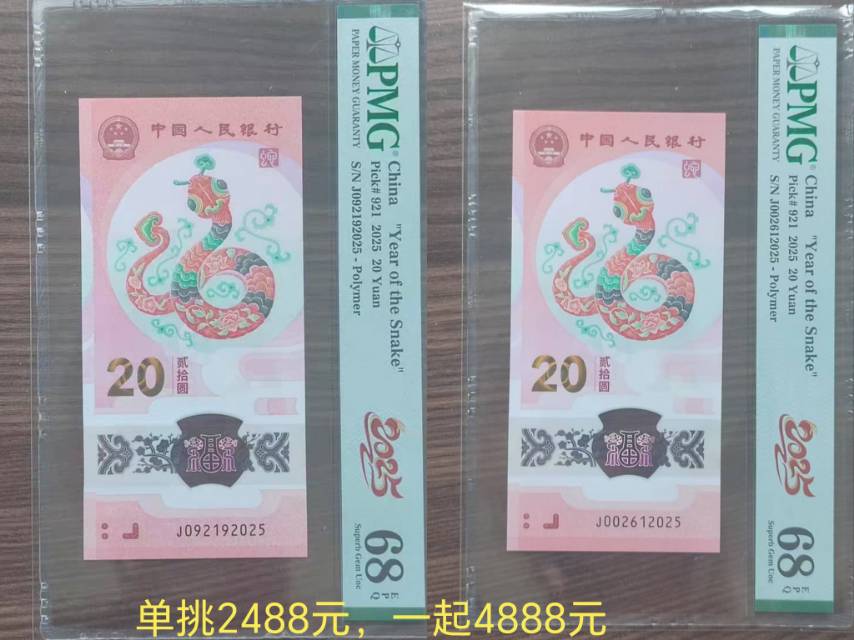 中国人民银行
20
贰拾圆
J092192025
PMG
PAPER MONEY GUARANTY
China "Year of the Snake"
Pick# 921 2025 20 Yuan
S/N J092192025 - Polymer
2025
68 EPQ
Superb Gem Unc
中国人民银行
20
贰拾圆
J002612025
PMG
PAPER MONEY GUARANTY
China "Year of the Snake"
Pick# 921 2025 20 Yuan
S/N J002612025 - Polymer
2025
68 EPQ
Superb Gem Unc
单挑2488元，一起4888元